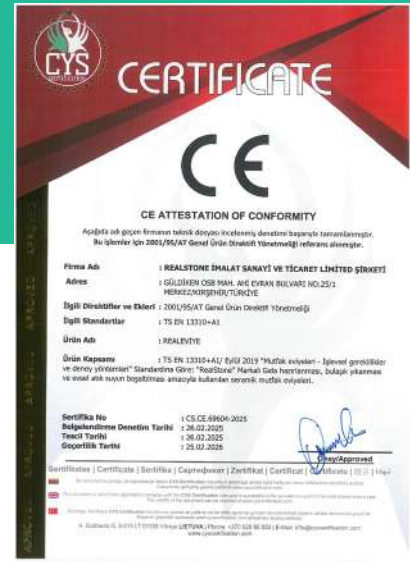 CYS
CERTIFICATE
CE
CE ATTESTATION OF CONFORMITY
Aşağıda adı geçen firmanın teknik dosyası incelenmiş denetimi başarıyla tamamlanmıştır.
Bu işlemler için 2001/95/AT Genel Ürün Direktifi Yönetmeliği referans alınmıştır.
Firma Adı : REALSTONE İMALAT SANAYİ VE TİCARET LİMİTED ŞİRKETİ
Adres : GÜLDİKEN OSB MAH. AHİ EVRAN BULVARI NO:25/1
MERKEZ/KIRŞEHİR/TÜRKİYE
İlgili Direktifler ve Ekleri : 2001/95/AT Genel Ürün Direktifi Yönetmeliği
İlgili Standartlar : TS EN 13310+A1
Ürün Adı : REALEVIYE
Ürün Kapsamı : TS EN 13310+A1/ Eylül 2019 "Mutfak eviyeleri - İşlevsel gereklilikler
ve deney yöntemleri" Standardına Göre: "RealStone" Markalı Gıda hazırlanması, bulaşık yıkanması
ve evsel atık suyun boşaltılması amacıyla kullanılan seramik mutfak eviyeleri.
Sertifika No : CS.CE.69604-2025
Belgelendirme Denetim Tarihi : 26.02.2025
Tescil Tarihi : 26.02.2025
Geçerlilik Tarihi : 25.02.2026
Okey/Approved
Sertifikatas | Certificate | Sertifika | Сертификат | Zertifikat | Certificat | Certificato
APPROVED APPROVED APPROVED